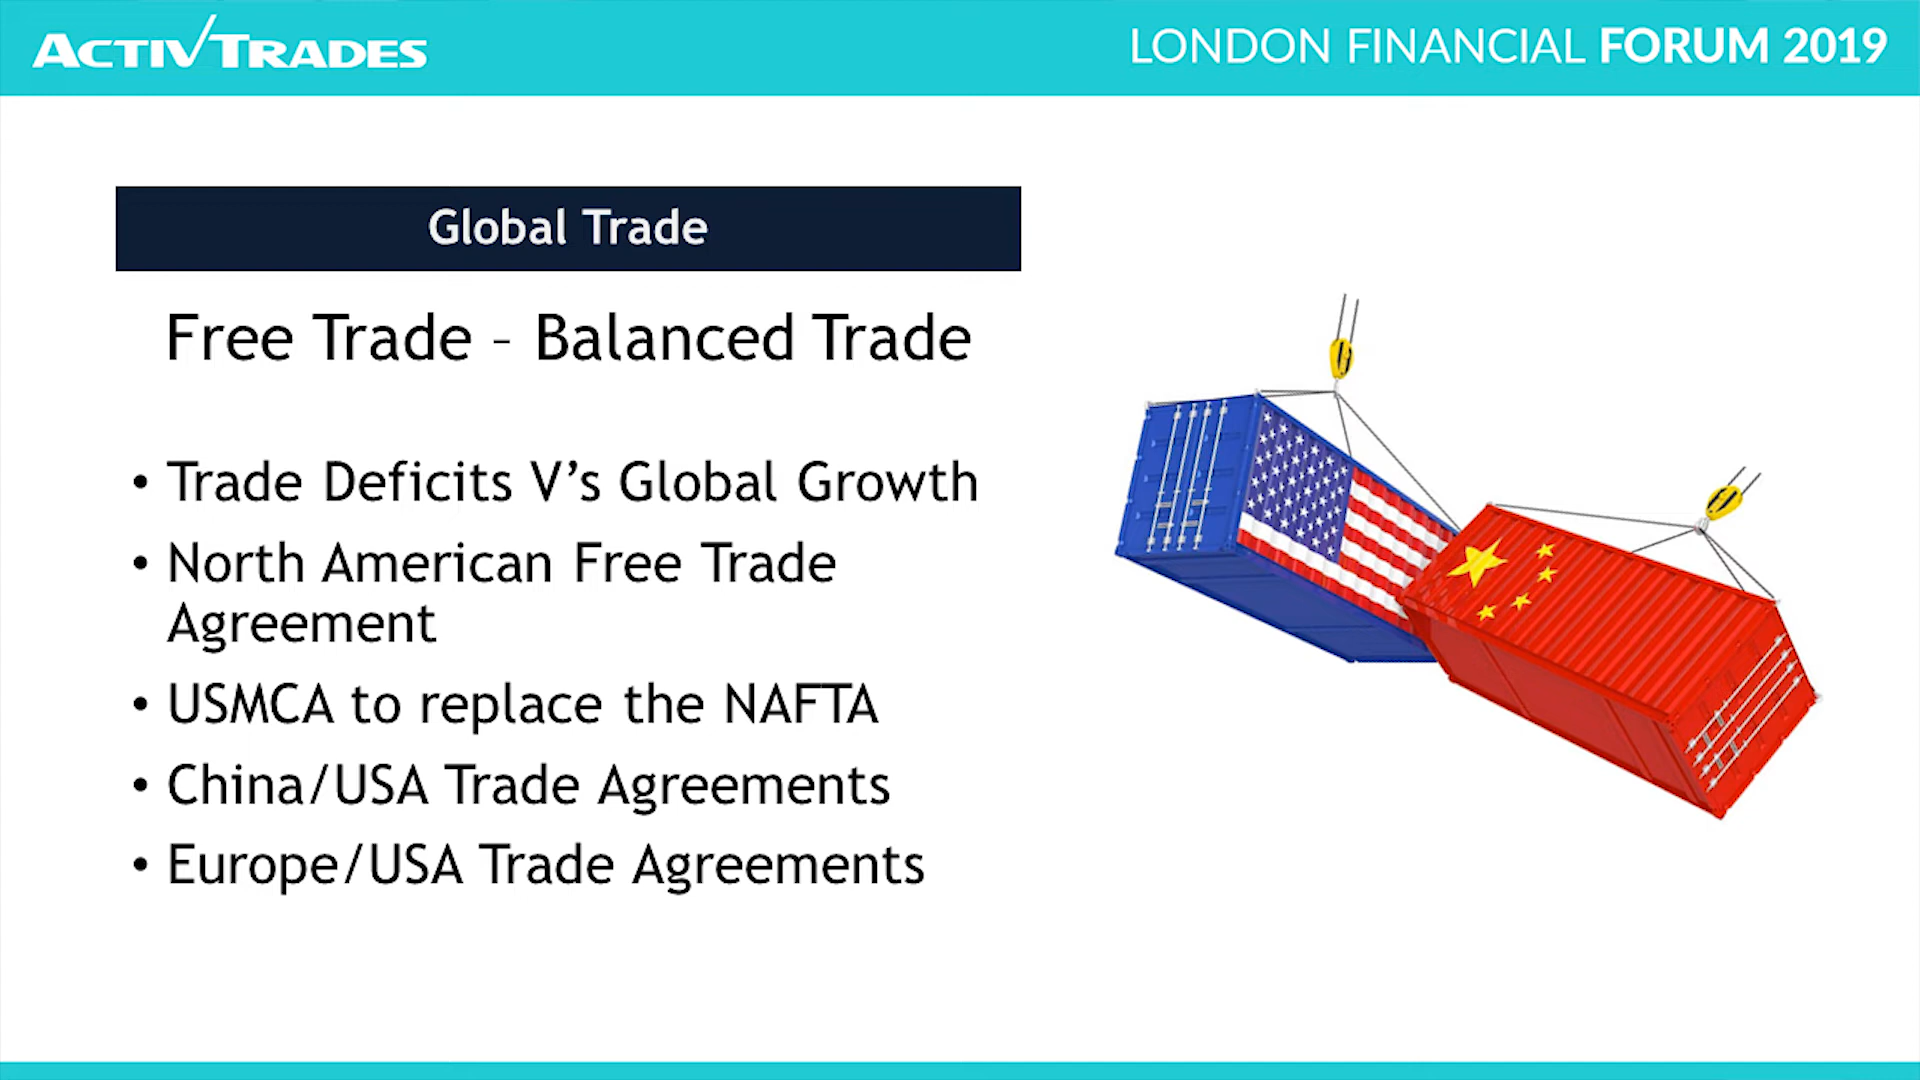 ACTIVTRADES
LONDON FINANCIAL FORUM 2019
Global Trade
Free Trade – Balanced Trade
• Trade Deficits V’s Global Growth
• North American Free Trade
Agreement
• USMCA to replace the NAFTA
• China/USA Trade Agreements
• Europe/USA Trade Agreements